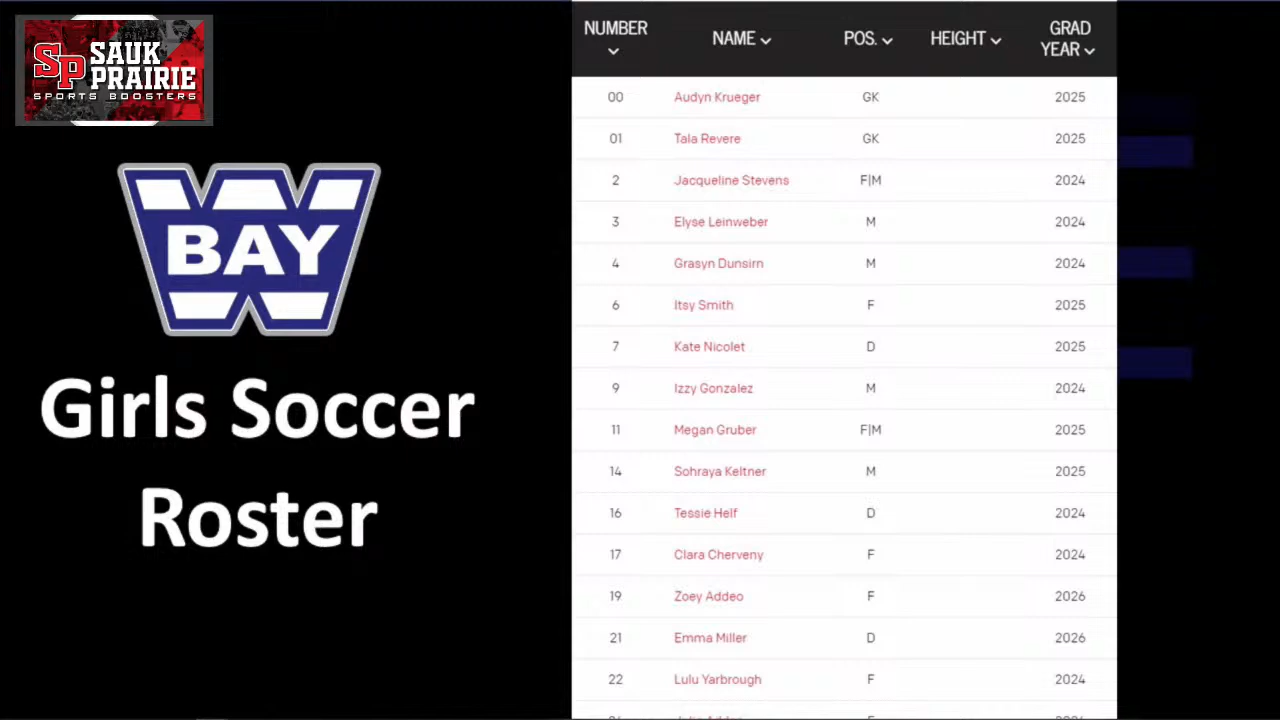 SP SAUK PRAIRIE
SPORTS BOOSTERS
W BAY
Girls Soccer
Roster
NUMBER NAME POS. HEIGHT GRAD YEAR
00 Audyn Krueger GK 2025
01 Tala Revere GK 2025
2 Jacqueline Stevens F|M 2024
3 Elyse Leinweber M 2024
4 Grasyn Dunsirn M 2024
6 Itsy Smith F 2025
7 Kate Nicolet D 2025
9 Izzy Gonzalez M 2024
11 Megan Gruber F|M 2025
14 Sohraya Keltner M 2025
16 Tessie Helf D 2024
17 Clara Cherveny F 2024
19 Zoey Addeo F 2026
21 Emma Miller D 2026
22 Lulu Yarbrough F 2024